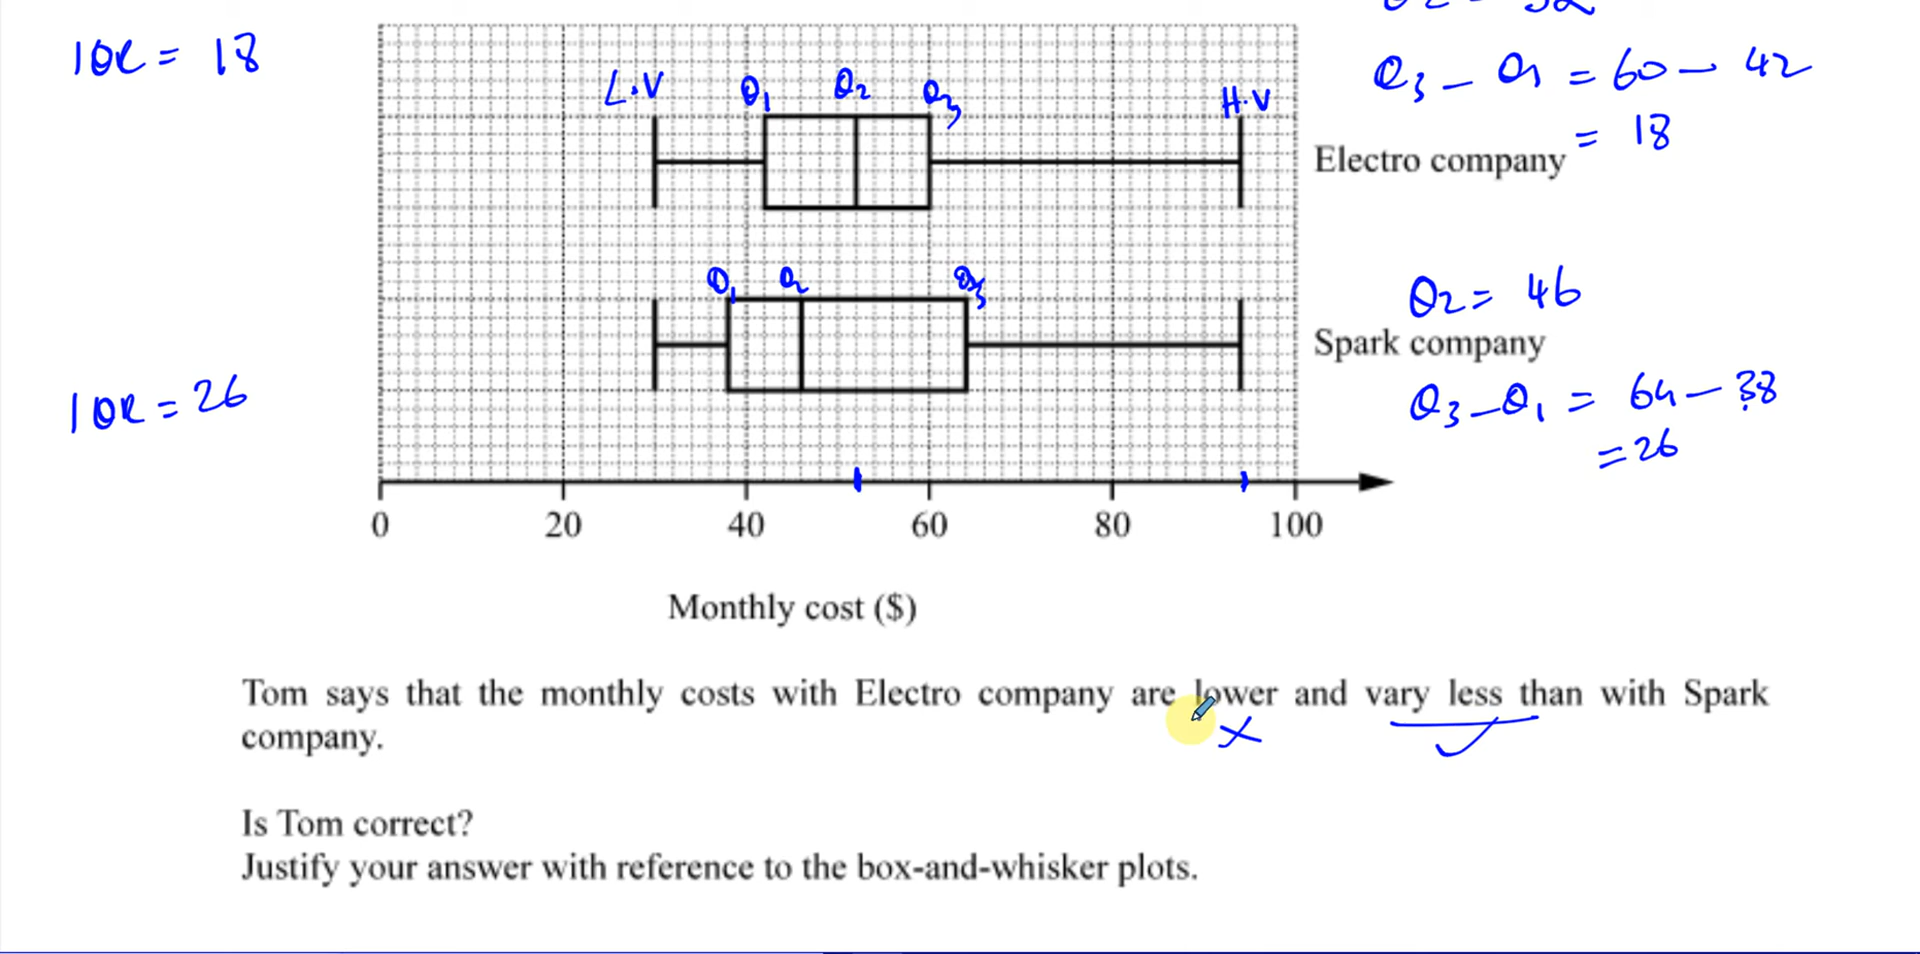 IQR = 18
L.V Q1 Q2 Q3 H.V
Q3 - Q1 = 60 - 42
= 18
Electro company
Q1 Q2 Q3
Q2 = 46
Spark company
IQR = 26
Q3 - Q1 = 64 - 38
= 26
0 20 40 60 80 100
Monthly cost ($)
Tom says that the monthly costs with Electro company are lower and vary less than with Spark
company.
Is Tom correct?
Justify your answer with reference to the box-and-whisker plots.